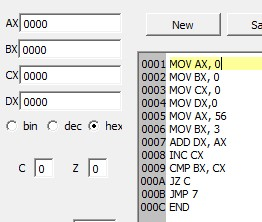 AX 0000
BX 0000
CX 0000
DX 0000
bin dec hex
C 0 Z 0
New Sa
0001 MOV AX, 0
0002 MOV BX, 0
0003 MOV CX, 0
0004 MOV DX,0
0005 MOV AX, 56
0006 MOV BX, 3
0007 ADD DX, AX
0008 INC CX
0009 CMP BX, CX
000A JZ C
000B JMP 7
000C END